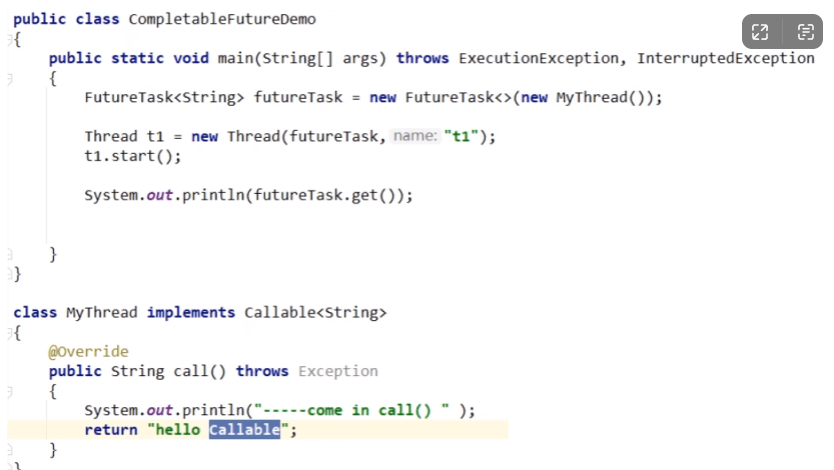 public class CompletableFutureDemo
{
public static void main(String[] args) throws ExecutionException, InterruptedException
{
FutureTask<String> futureTask = new FutureTask<>(new MyThread());
Thread t1 = new Thread(futureTask, name: "t1");
t1.start();
System.out.println(futureTask.get());
}
}
class MyThread implements Callable<String>
{
@Override
public String call() throws Exception
{
System.out.println("-----come in call() " );
return "hello Callable";
}
}